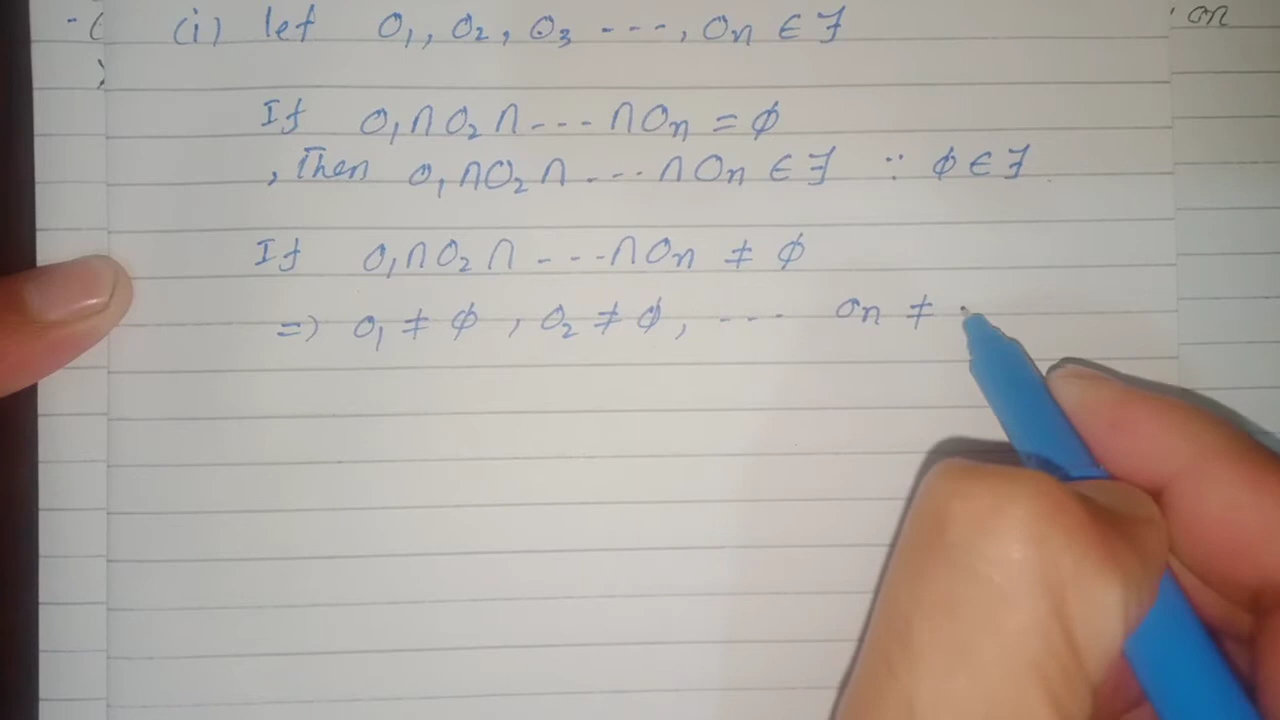 (i) let O₁, O₂, O₃ ---, On ∈ ℑ
on
If O₁∩O₂∩---∩On = ϕ
, Then O₁∩O₂∩---∩On ∈ ℑ ∵ ϕ ∈ ℑ
If O₁∩O₂∩---∩On ≠ ϕ
=> O₁ ≠ ϕ, O₂ ≠ ϕ, --- On ≠